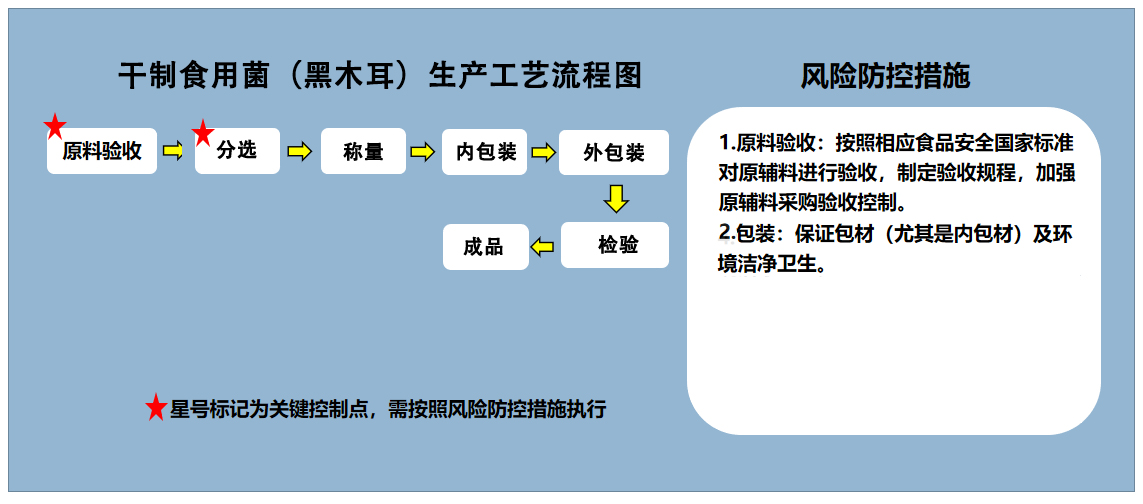 干制食用菌（黑木耳）生产工艺流程图
原料验收
分选
称量
内包装
外包装
检验
成品
星号标记为关键控制点，需按照风险防控措施执行
风险防控措施
1.原料验收：按照相应食品安全国家标准
对原辅料进行验收，制定验收规程，加强
原辅料采购验收控制。
2.包装：保证包材（尤其是内包材）及环
境洁净卫生。